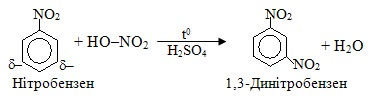 NO₂
+ HO–NO₂
t⁰
H₂SO₄
NO₂
NO₂
+ H₂O
δ– δ–
Нітробензен
1,3-Динітробензен